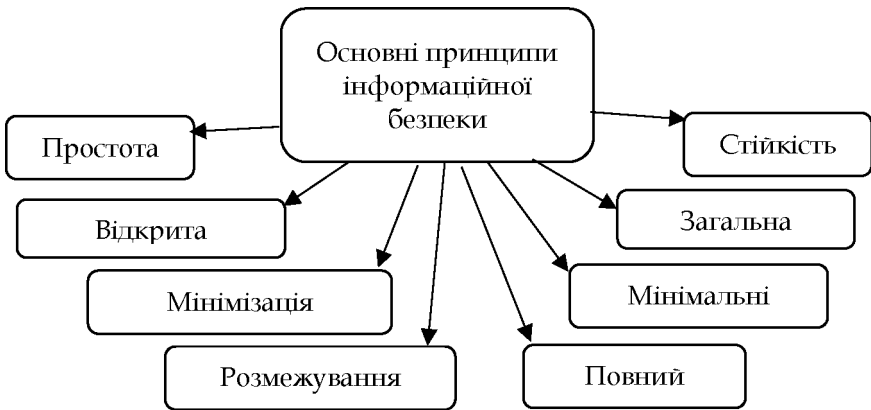 Основні принципи
інформаційної
безпеки
Простота
Стійкість
Відкрита
Загальна
Мінімізація
Мінімальні
Розмежування
Повний